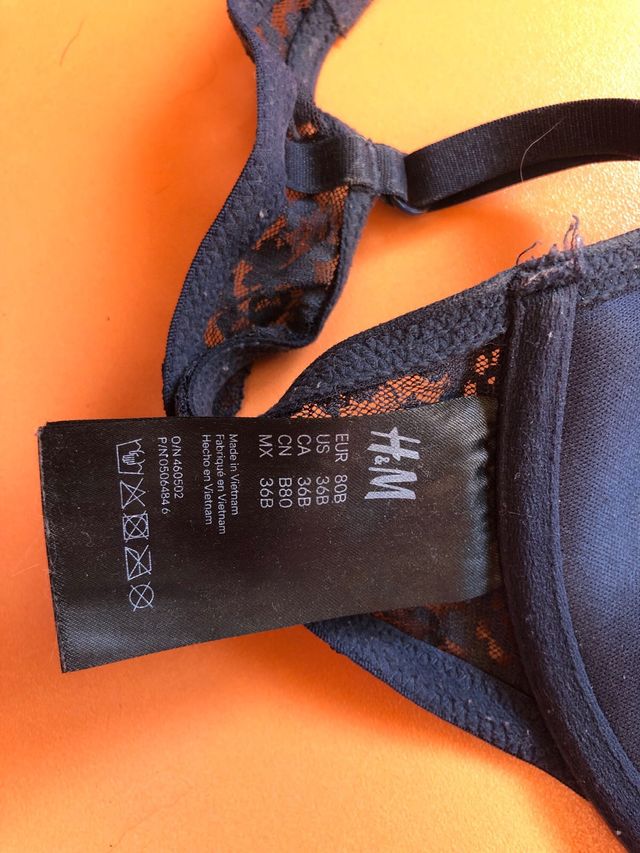 H&M
EUR 80B
US 36B
CA 36B
CN B80
MX 36B
Made in Vietnam
Fabriqué en Vietnam
Hecho en Vietnam
O/N 460502
P/N 0506484 6